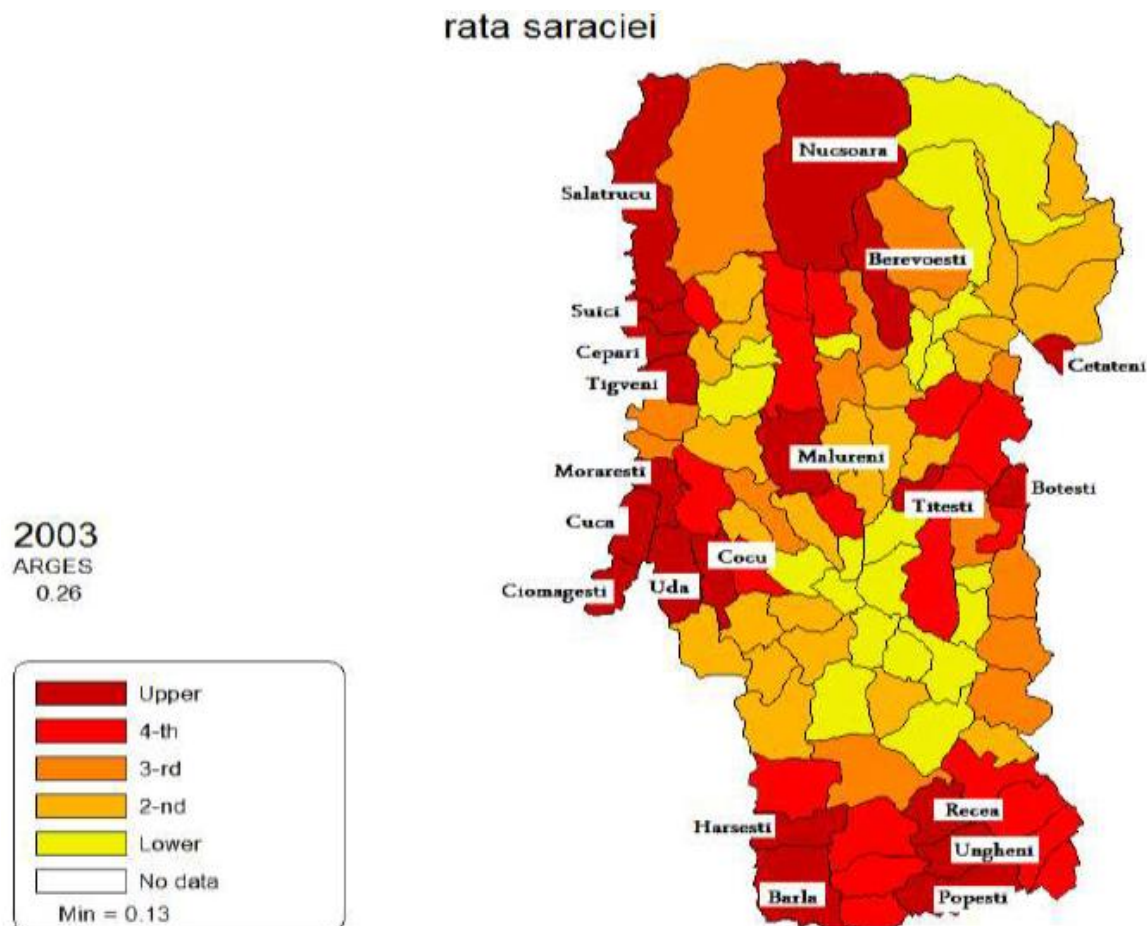 rata saraciei
Nucsoara
Salatrucu
Berevoesti
Suici
Cepari
Cetateni
Tigveni
Malureni
Moraresti
Botesti
Titesti
Cuca
2003
ARGES
0.26
Cocu
Ciomagesti
Uda
Upper
4-th
3-rd
2-nd
Lower
No data
Min = 0.13
Recea
Harsesti
Ungheni
Barla
Popesti